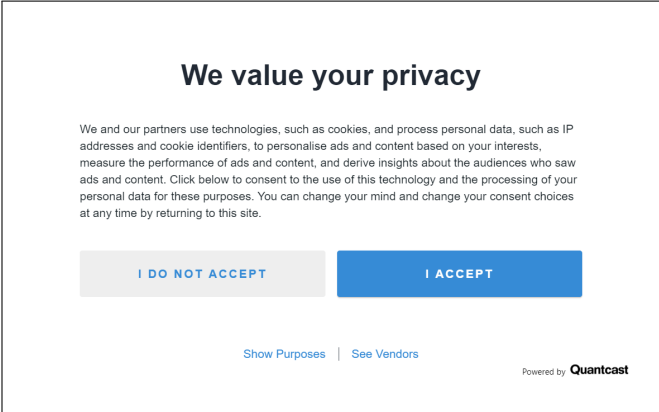 We value your privacy
We and our partners use technologies, such as cookies, and process personal data, such as IP
addresses and cookie identifiers, to personalise ads and content based on your interests,
measure the performance of ads and content, and derive insights about the audiences who saw
ads and content. Click below to consent to the use of this technology and the processing of your
personal data for these purposes. You can change your mind and change your consent choices
at any time by returning to this site.
I DO NOT ACCEPT
I ACCEPT
Show Purposes | See Vendors
Powered by Quantcast